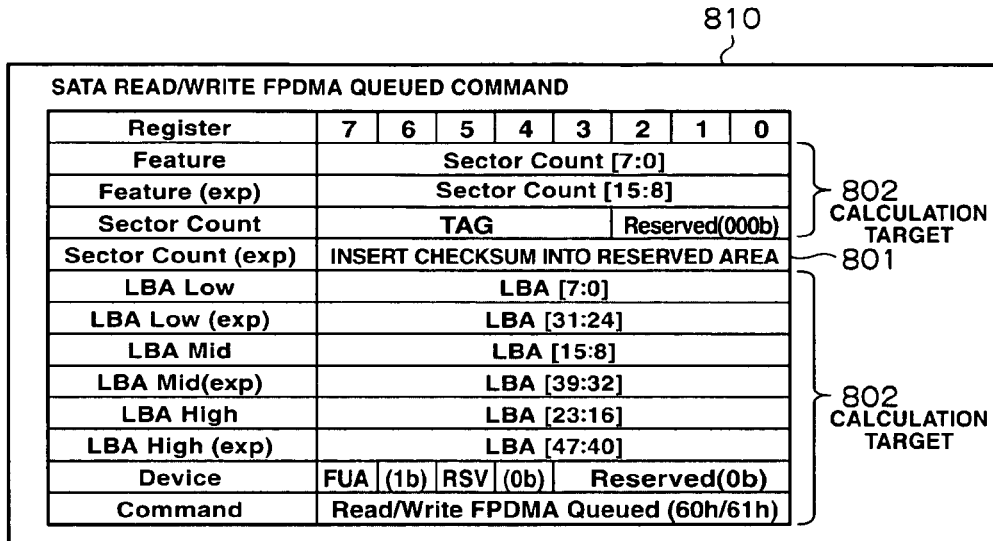 810
SATA READ/WRITE FPDMA QUEUED COMMAND
Register 7 6 5 4 3 2 1 0
Feature Sector Count [7:0]
Feature (exp) Sector Count [15:8]
Sector Count TAG Reserved(000b)
802
CALCULATION
TARGET
Sector Count (exp) INSERT CHECKSUM INTO RESERVED AREA 801
LBA Low LBA [7:0]
LBA Low (exp) LBA [31:24]
LBA Mid LBA [15:8]
LBA Mid(exp) LBA [39:32]
LBA High LBA [23:16]
LBA High (exp) LBA [47:40]
Device FUA (1b) RSV (0b) Reserved(0b)
Command Read/Write FPDMA Queued (60h/61h)
802
CALCULATION
TARGET